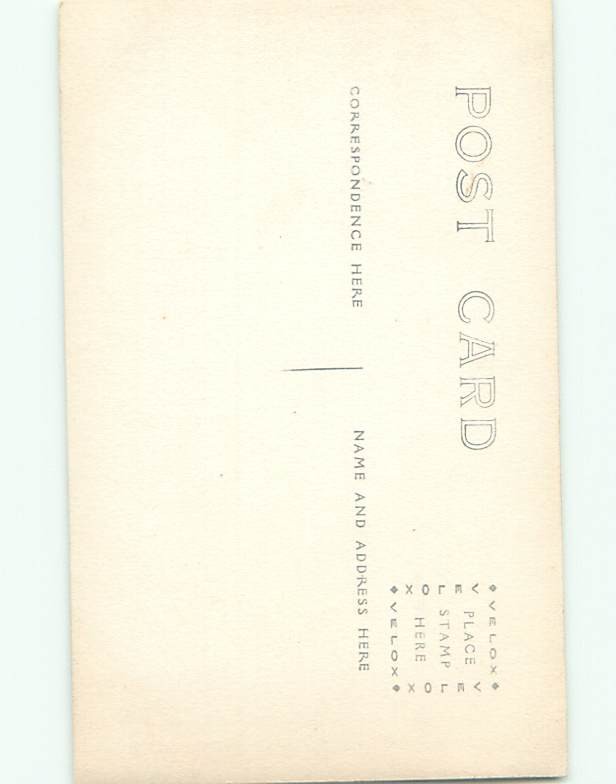 POST CARD
CORRESPONDENCE HERE
NAME AND ADDRESS HERE
◆VELOX◆
V PLACE V
E E
L STAMP L
O HERE O
X X
◆VELOX◆